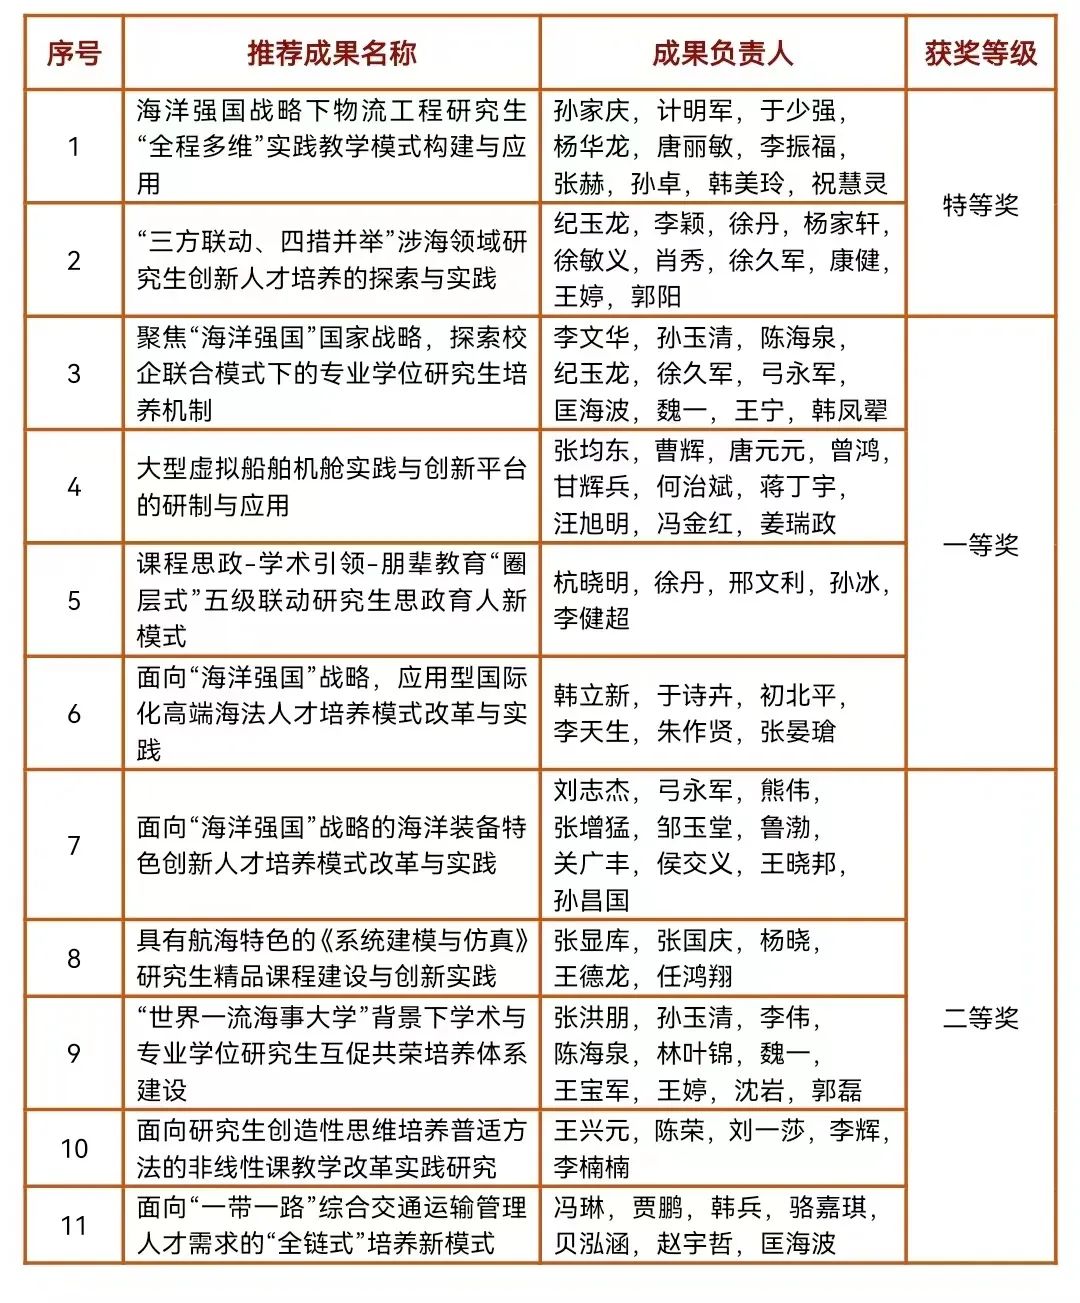 序号 推荐成果名称 成果负责人 获奖等级
1
海洋强国战略下物流工程研究生
“全程多维”实践教学模式构建与应
用
孙家庆，计明军，于少强，
杨华龙，唐丽敏，李振福，
张赫，孙卓，韩美玲，祝慧灵
特等奖
2
“三方联动、四措并举”涉海领域研
究生创新人才培养的探索与实践
纪玉龙，李颖，徐丹，杨家轩，
徐敏义，肖秀，徐久军，康健，
王婷，郭阳
3
聚焦“海洋强国”国家战略，探索校
企联合模式下的专业学位研究生培
养机制
李文华，孙玉清，陈海泉，
纪玉龙，徐久军，弓永军，
匡海波，魏一，王宁，韩凤翚
一等奖
4
大型虚拟船舶机舱实践与创新平台
的研制与应用
张均东，曹辉，唐元元，曾鸿，
甘辉兵，何治斌，蒋丁宇，
汪旭明，冯金红，姜瑞政
5
课程思政-学术引领-朋辈教育“圈
层式”五级联动研究生思政育人新
模式
杭晓明，徐丹，邢文利，孙冰，
李健超
6
面向“海洋强国”战略，应用型国际
化高端海法人才培养模式改革与实
践
韩立新，于诗卉，初北平，
李天生，朱作贤，张晏瑲
7
面向“海洋强国”战略的海洋装备特
色创新人才培养模式改革与实践
刘志杰，弓永军，熊伟，
张增猛，邹玉堂，鲁渤，
关广丰，侯交义，王晓邦，
孙昌国
二等奖
8
具有航海特色的《系统建模与仿真》
研究生精品课程建设与创新实践
张显库，张国庆，杨晓，
王德龙，任鸿翔
9
“世界一流海事大学”背景下学术与
专业学位研究生互促共荣培养体系
建设
张洪朋，孙玉清，李伟，
陈海泉，林叶锦，魏一，
王宝军，王婷，沈岩，郭磊
10
面向研究生创造性思维培养普适方
法的非线性课教学改革实践研究
王兴元，陈荣，刘一莎，李辉，
李楠楠
11
面向“一带一路”综合交通运输管理
人才需求的“全链式”培养新模式
冯琳，贾鹏，韩兵，骆嘉琪，
贝泓涵，赵宇哲，匡海波